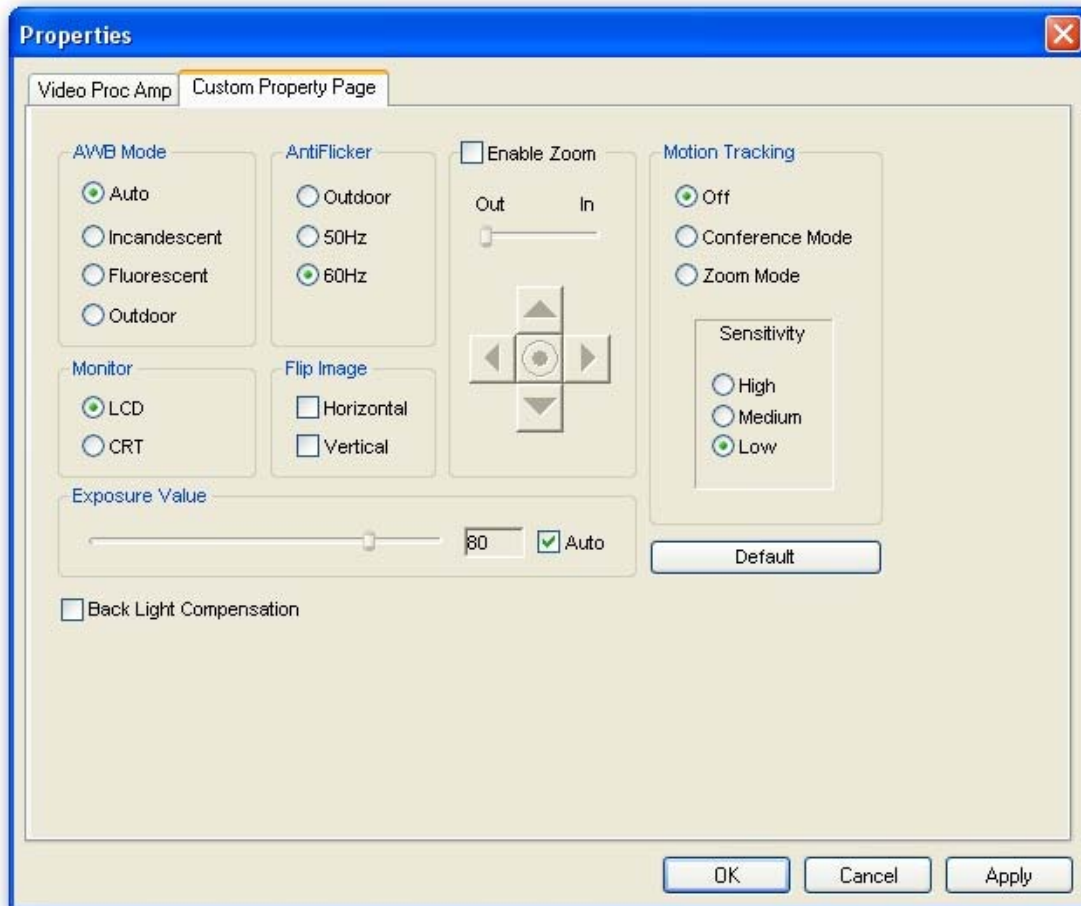 Properties
Video Proc Amp
Custom Property Page
AWB Mode
Auto
Incandescent
Fluorescent
Outdoor
AntiFlicker
Outdoor
50Hz
60Hz
Enable Zoom
Out In
Motion Tracking
Off
Conference Mode
Zoom Mode
Sensitivity
High
Medium
Low
Monitor
LCD
CRT
Flip Image
Horizontal
Vertical
Exposure Value
80
Auto
Default
Back Light Compensation
OK
Cancel
Apply